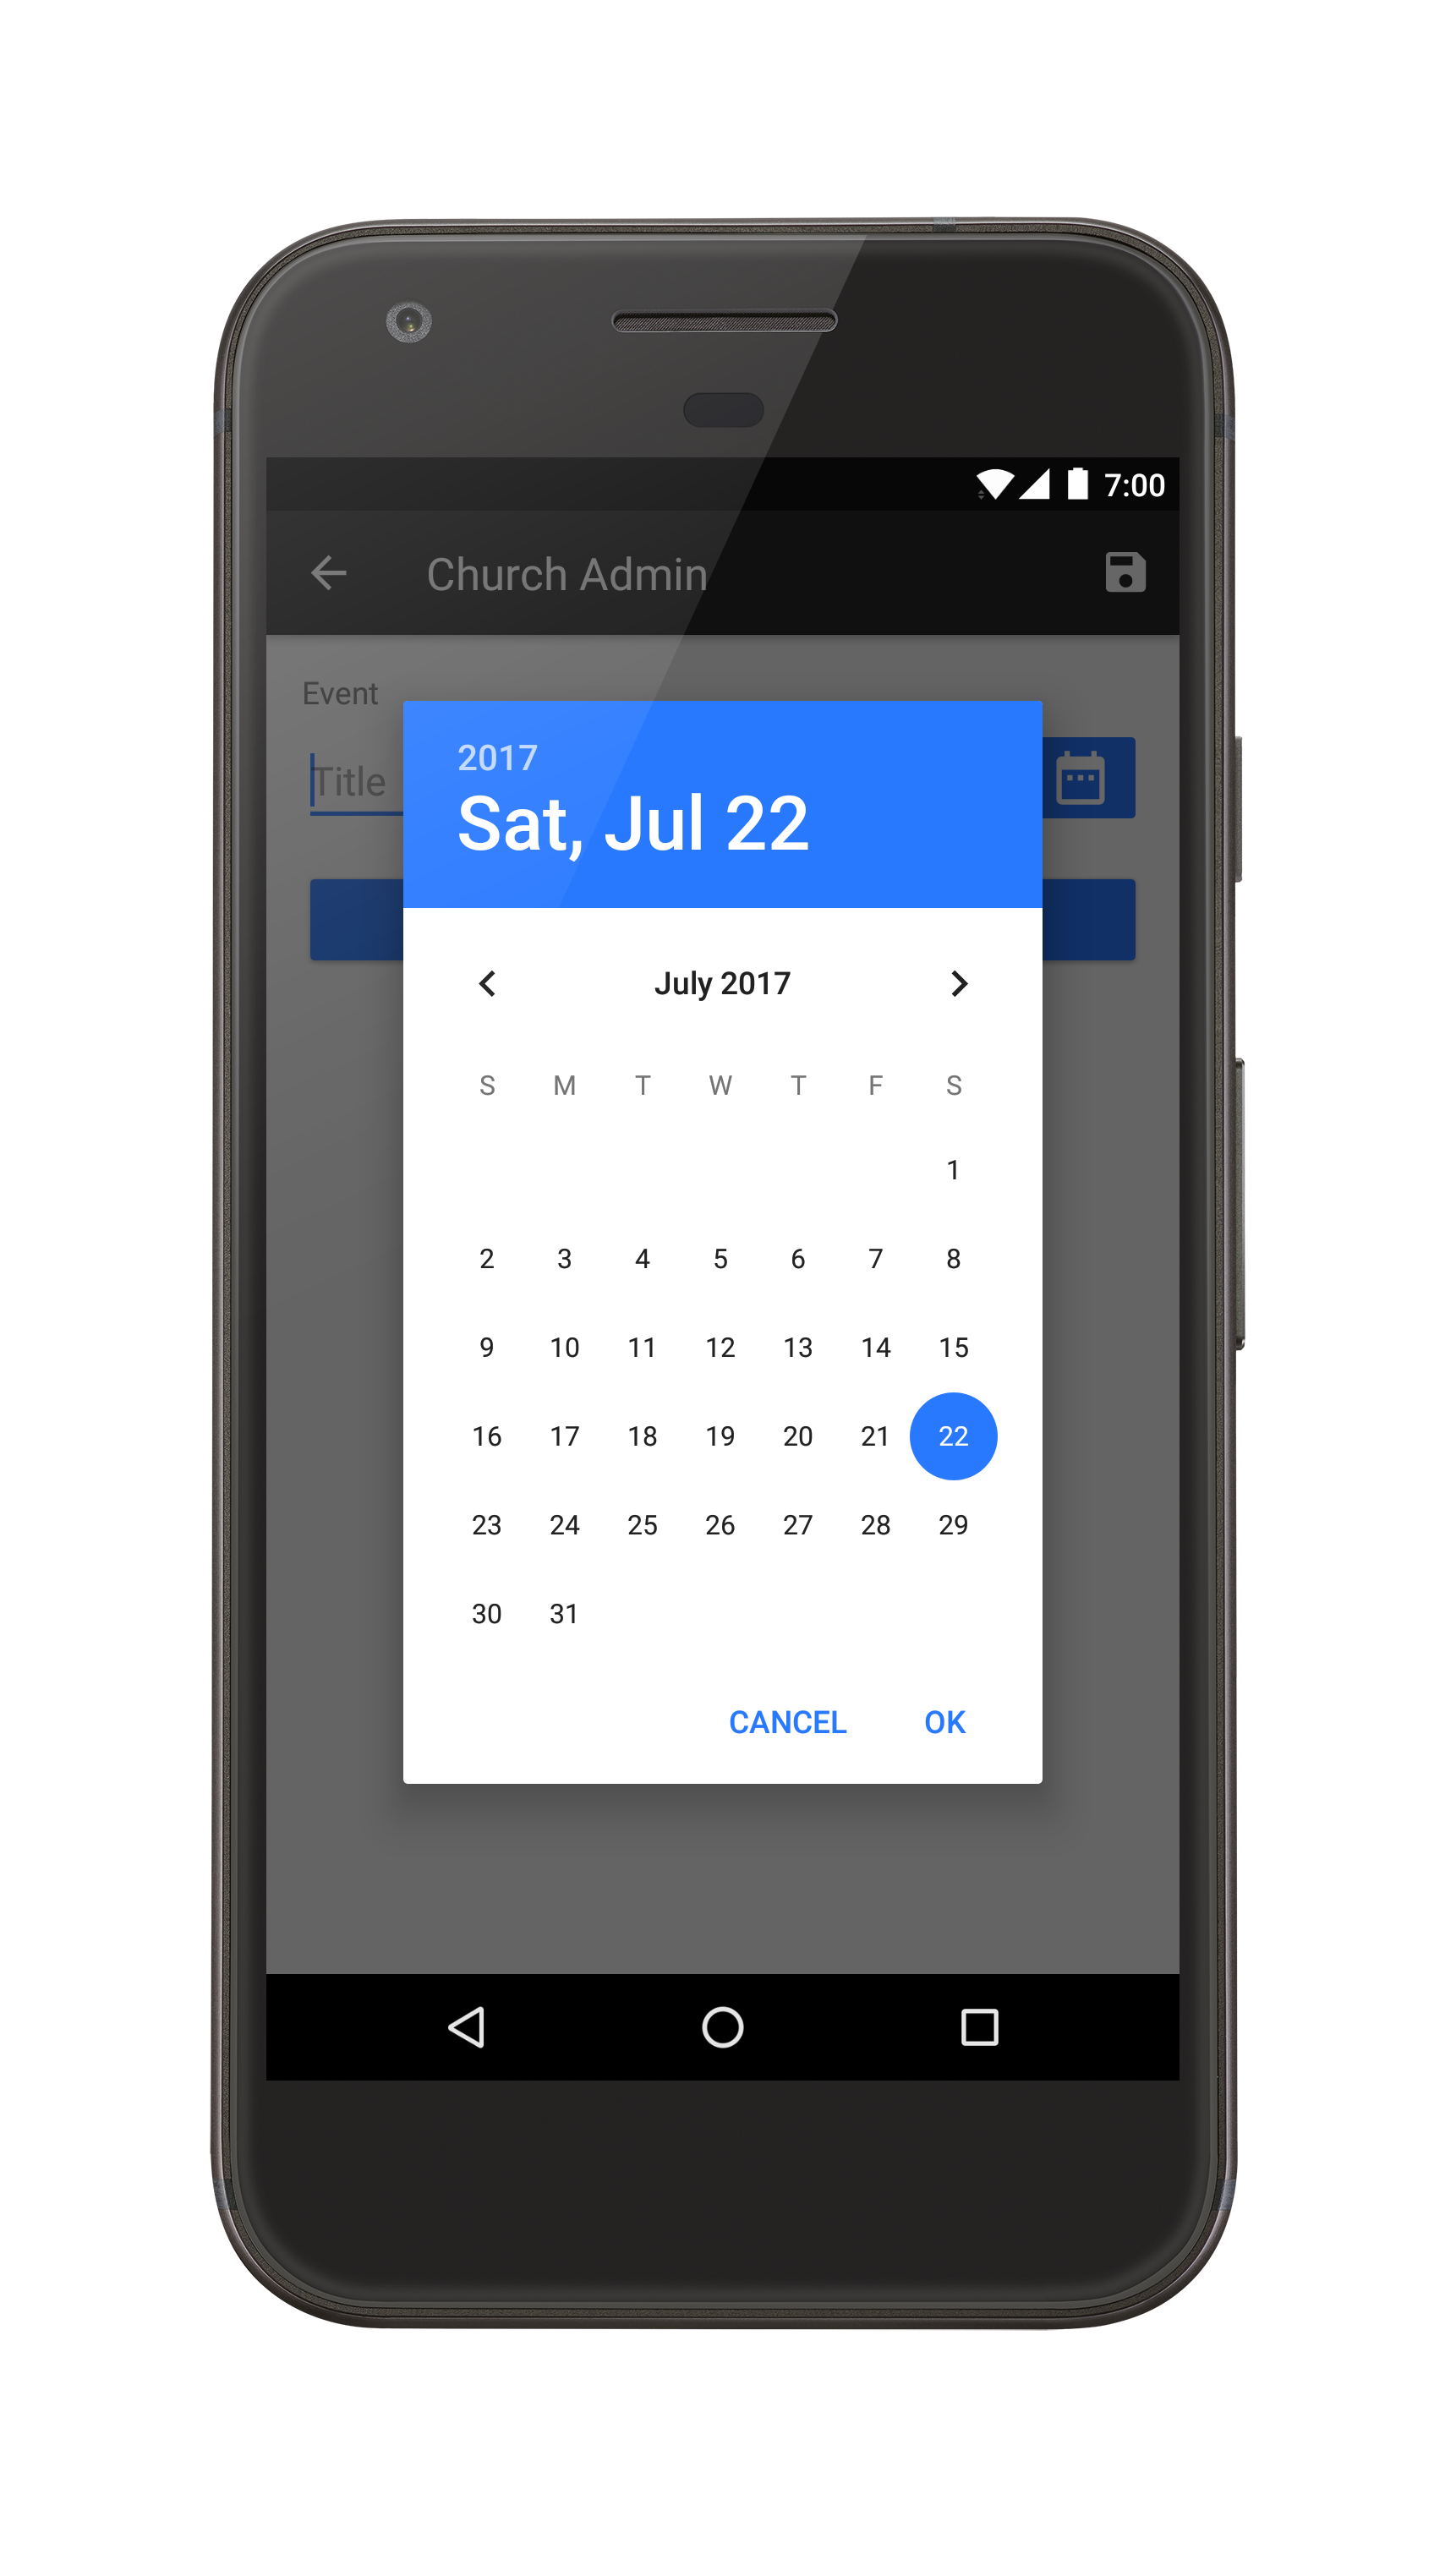 7:00
Church Admin
Event
Title
2017
Sat, Jul 22
July 2017
S M T W T F S
1
2 3 4 5 6 7 8
9 10 11 12 13 14 15
16 17 18 19 20 21 22
23 24 25 26 27 28 29
30 31
CANCEL OK